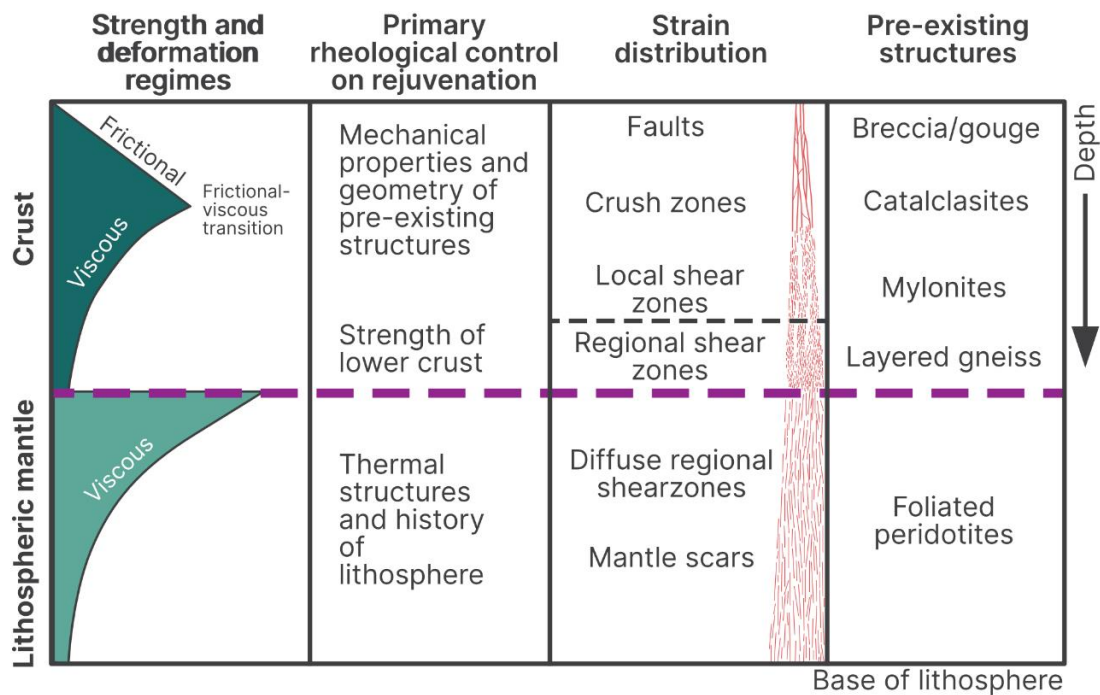 Strength and
deformation
regimes
Primary
rheological control
on rejuvenation
Strain
distribution
Pre-existing
structures
Crust
Frictional
Viscous
Frictional-
viscous
transition
Mechanical
properties and
geometry of
pre-existing
structures
Strength of
lower crust
Faults
Crush zones
Local shear
zones
Regional shear
zones
Breccia/gouge
Catalclasites
Mylonites
Layered gneiss
Depth
Lithospheric mantle
Viscous
Thermal
structures
and history
of
lithosphere
Diffuse regional
shearzones
Mantle scars
Foliated
peridotites
Base of lithosphere